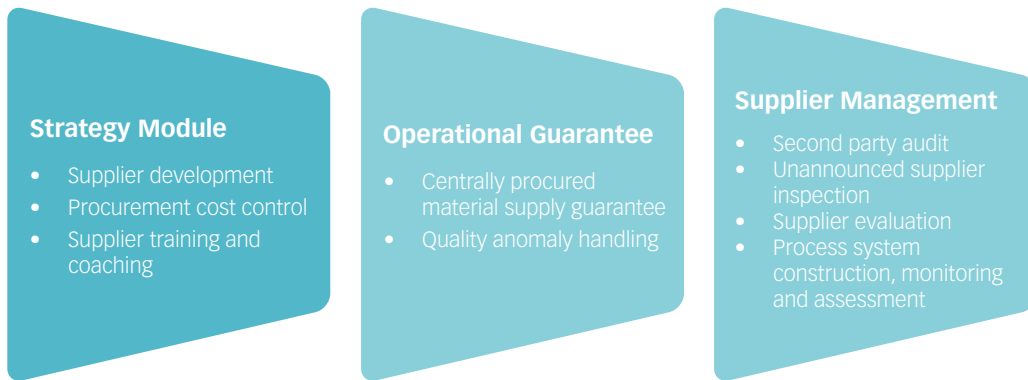 Strategy Module
• Supplier development
• Procurement cost control
• Supplier training and
coaching
Operational Guarantee
• Centrally procured
material supply guarantee
• Quality anomaly handling
Supplier Management
• Second party audit
• Unannounced supplier
inspection
• Supplier evaluation
• Process system
construction, monitoring
and assessment